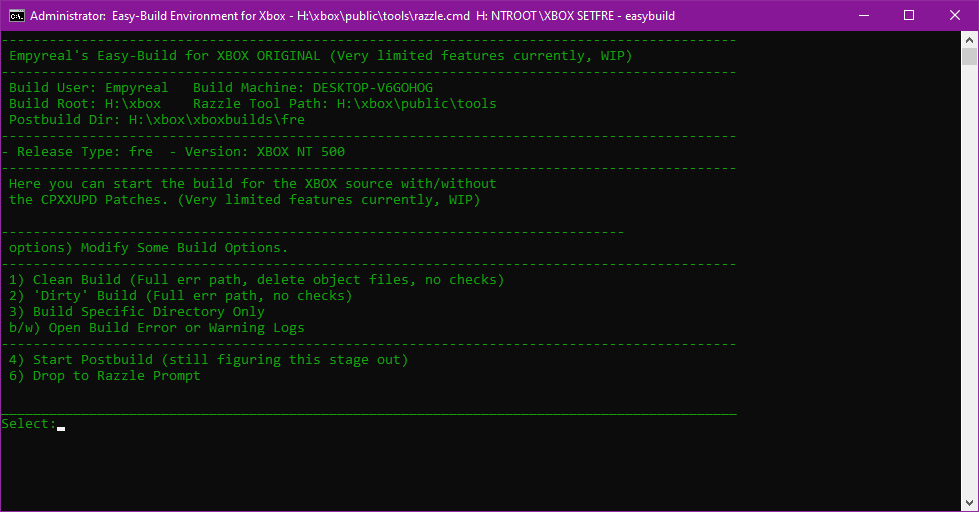 Administrator:  Easy-Build Environment for Xbox - H:\xbox\public\tools\razzle.cmd  H: NTROOT\XBOX SETFRE - easybuild
--------------------------------------------------------------------------------------------
 Empyreal's Easy-Build for XBOX ORIGINAL (Very limited features currently, WIP)
--------------------------------------------------------------------------------------------
 Build User: Empyreal   Build Machine: DESKTOP-V6GOHOG
 Build Root: H:\xbox    Razzle Tool Path: H:\xbox\public\tools
 Postbuild Dir: H:\xbox\xboxbuilds\fre
--------------------------------------------------------------------------------------------
- Release Type: fre  - Version: XBOX NT 500
--------------------------------------------------------------------------------------------
 Here you can start the build for the XBOX source with/without
 the CPXXUPD Patches. (Very limited features currently, WIP)
------------------------------------------------------------------------------
 options) Modify Some Build Options.
--------------------------------------------------------------------------------------------
 1) Clean Build (Full err path, delete object files, no checks)
 2) 'Dirty' Build (Full err path, no checks)
 3) Build Specific Directory Only
 b/w) Open Build Error or Warning Logs
--------------------------------------------------------------------------------------------
 4) Start Postbuild (still figuring this stage out)
 6) Drop to Razzle Prompt
____________________________________________________________________________________________
Select: